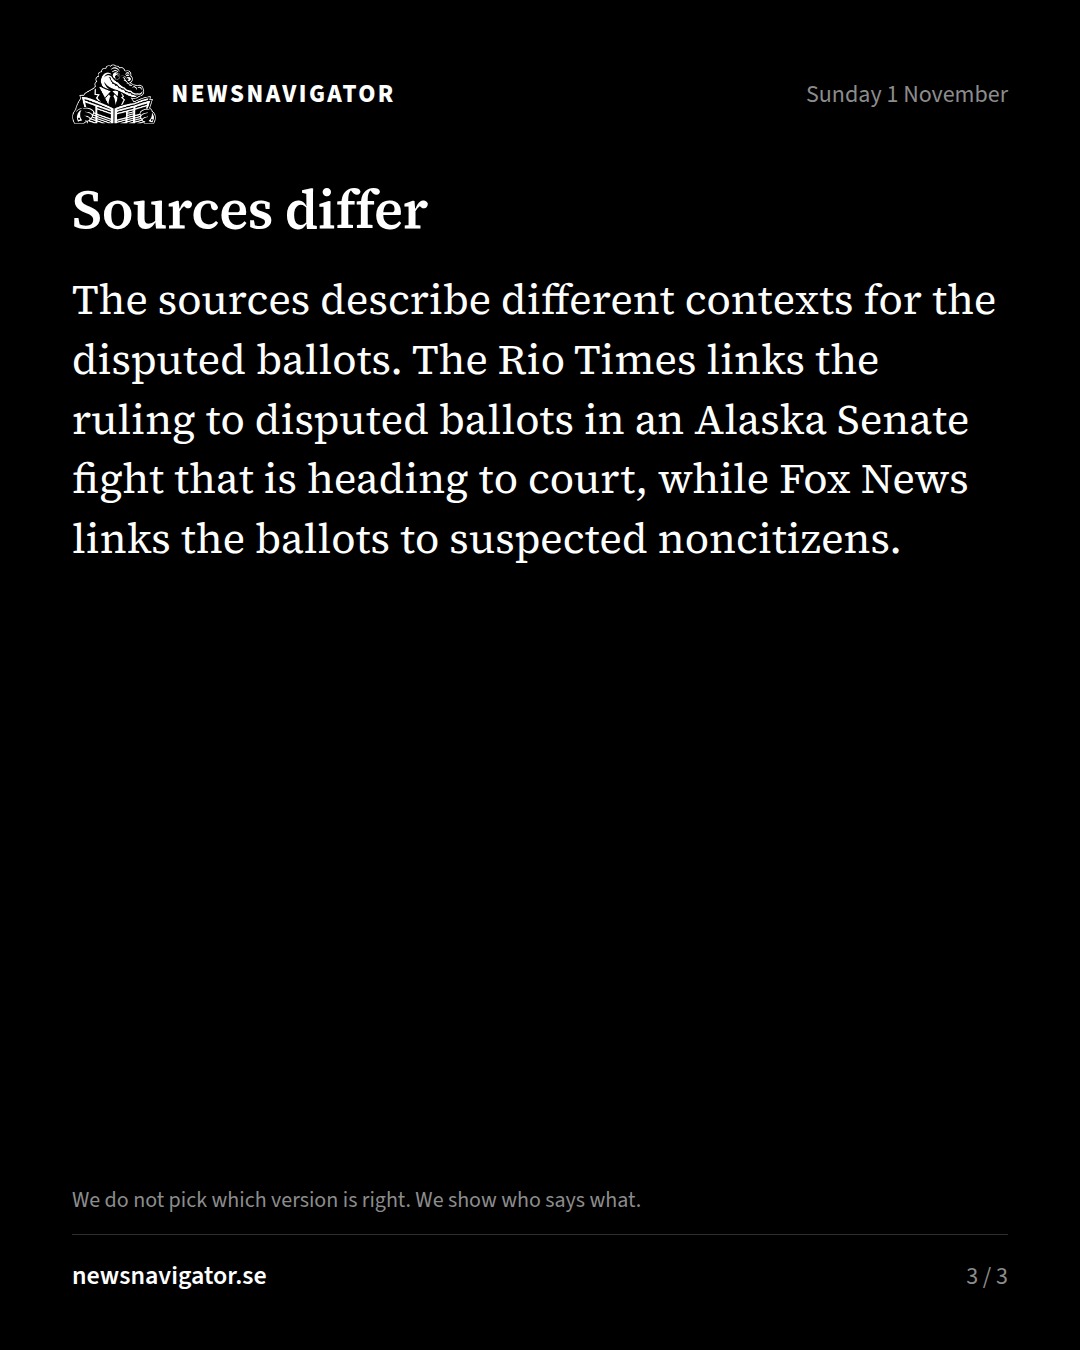 NEWSNAVIGATOR
Sunday 1 November
Sources differ
The sources describe different contexts for the
disputed ballots. The Rio Times links the
ruling to disputed ballots in an Alaska Senate
fight that is heading to court, while Fox News
links the ballots to suspected noncitizens.
We do not pick which version is right. We show who says what.
newsnavigator.se
3 / 3